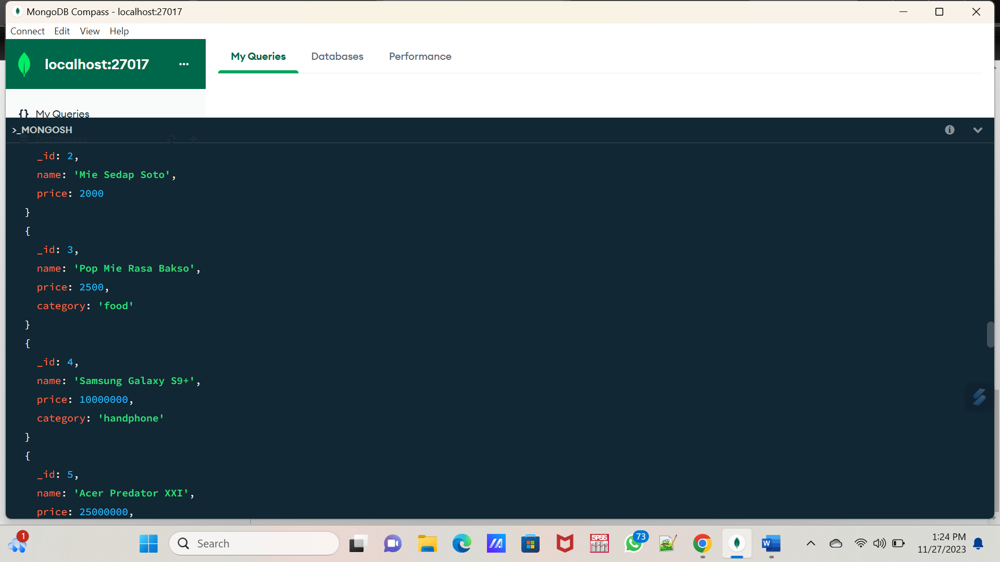 MongoDB Compass - localhost:27017
Connect Edit View Help
localhost:27017 ...
My Queries Databases Performance
{} My Queries
>_MONGOSH
Databases
_id: 2,
name: 'Mie Sedap Soto',
price: 2000
}
{
_id: 3,
name: 'Pop Mie Rasa Bakso',
price: 2500,
category: 'food'
}
{
_id: 4,
name: 'Samsung Galaxy S9+',
price: 10000000,
category: 'handphone'
}
{
_id: 5,
name: 'Acer Predator XXI',
price: 25000000,
1
Search
SPSS
73
W
1:24 PM
11/27/2023